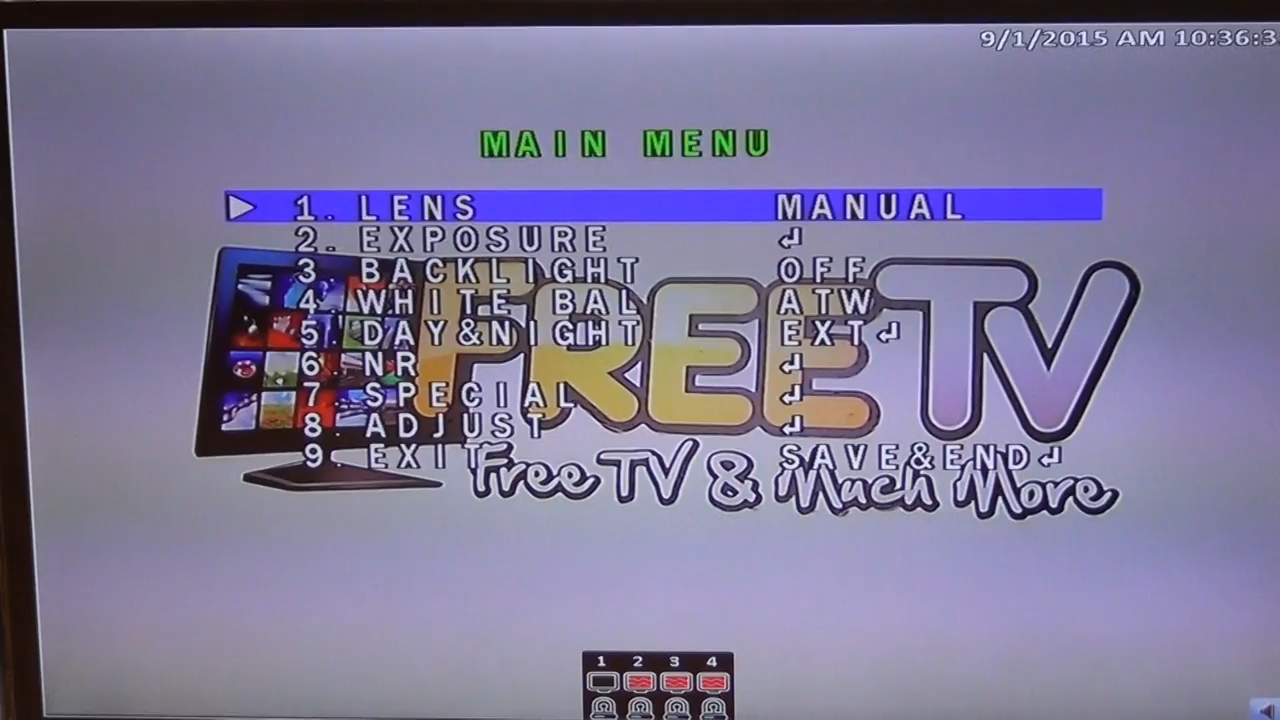 9/1/2015 AM 10:36:3
MAIN MENU
1. LENS MANUAL
2. EXPOSURE ↲
3. BACKLIGHT OFF
4. WHITE BAL ATW
5. DAY&NIGHT EXT↲
6. NR ↲
7. SPECIAL ↲
8. ADJUST ↲
9. EXIT SAVE&END↲
FREE TV
Free TV & Much More
1 2 3 4